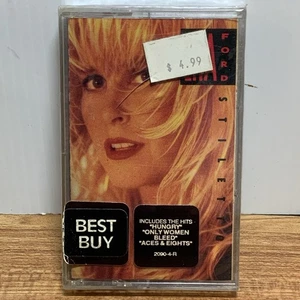 $ 4.99
FORD
STILETTO
BEST
BUY
INCLUDES THE HITS
"HUNGRY"
"ONLY WOMEN
BLEED"
"ACES & EIGHTS"
2090-4-R